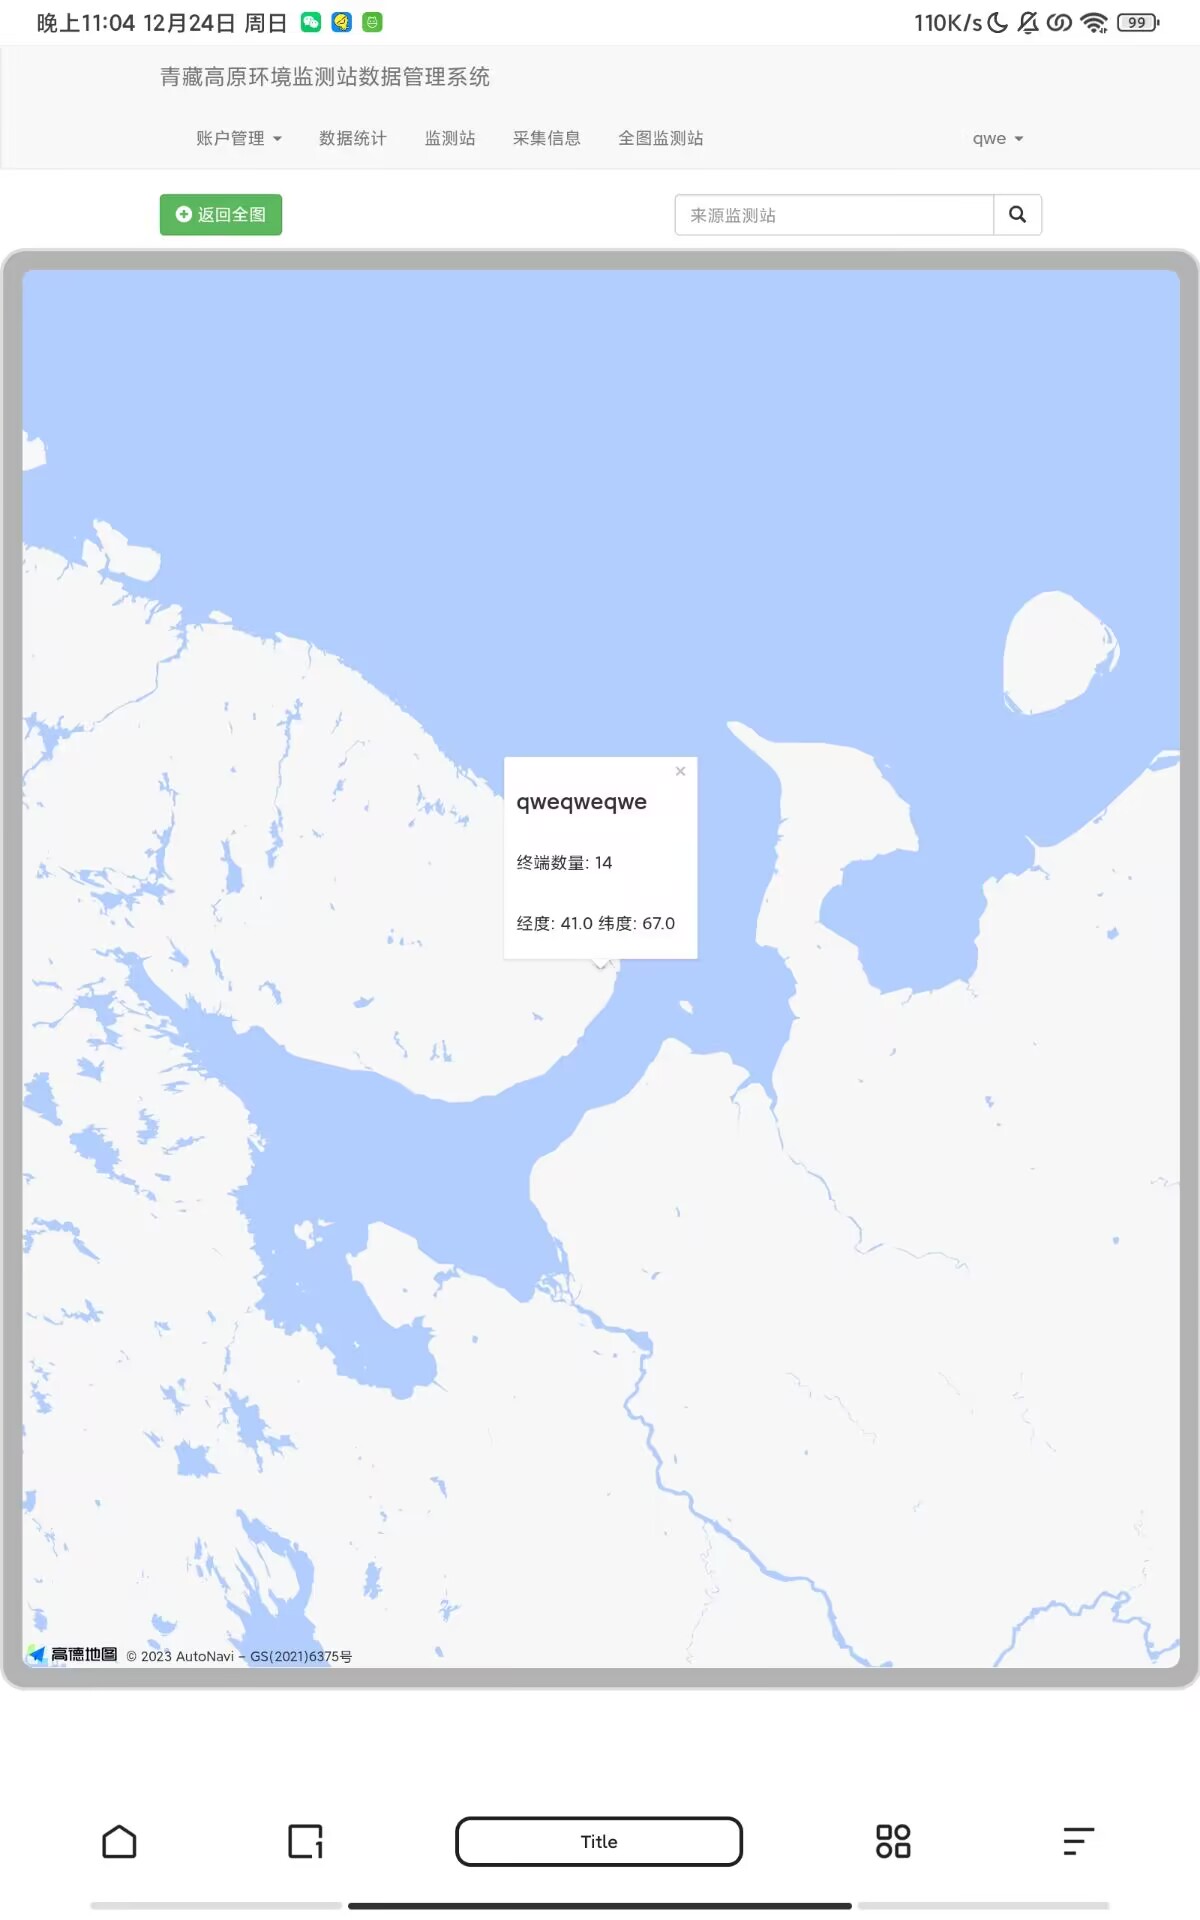 晚上11:04 12月24日 周日
110K/s
99
青藏高原环境监测站数据管理系统
账户管理 数据统计 监测站 采集信息 全图监测站 qwe
返回全图
来源监测站
×
qweqweqwe
终端数量: 14
经度: 41.0 纬度: 67.0
高德地图 © 2023 AutoNavi - GS(2021)6375号
1
Title